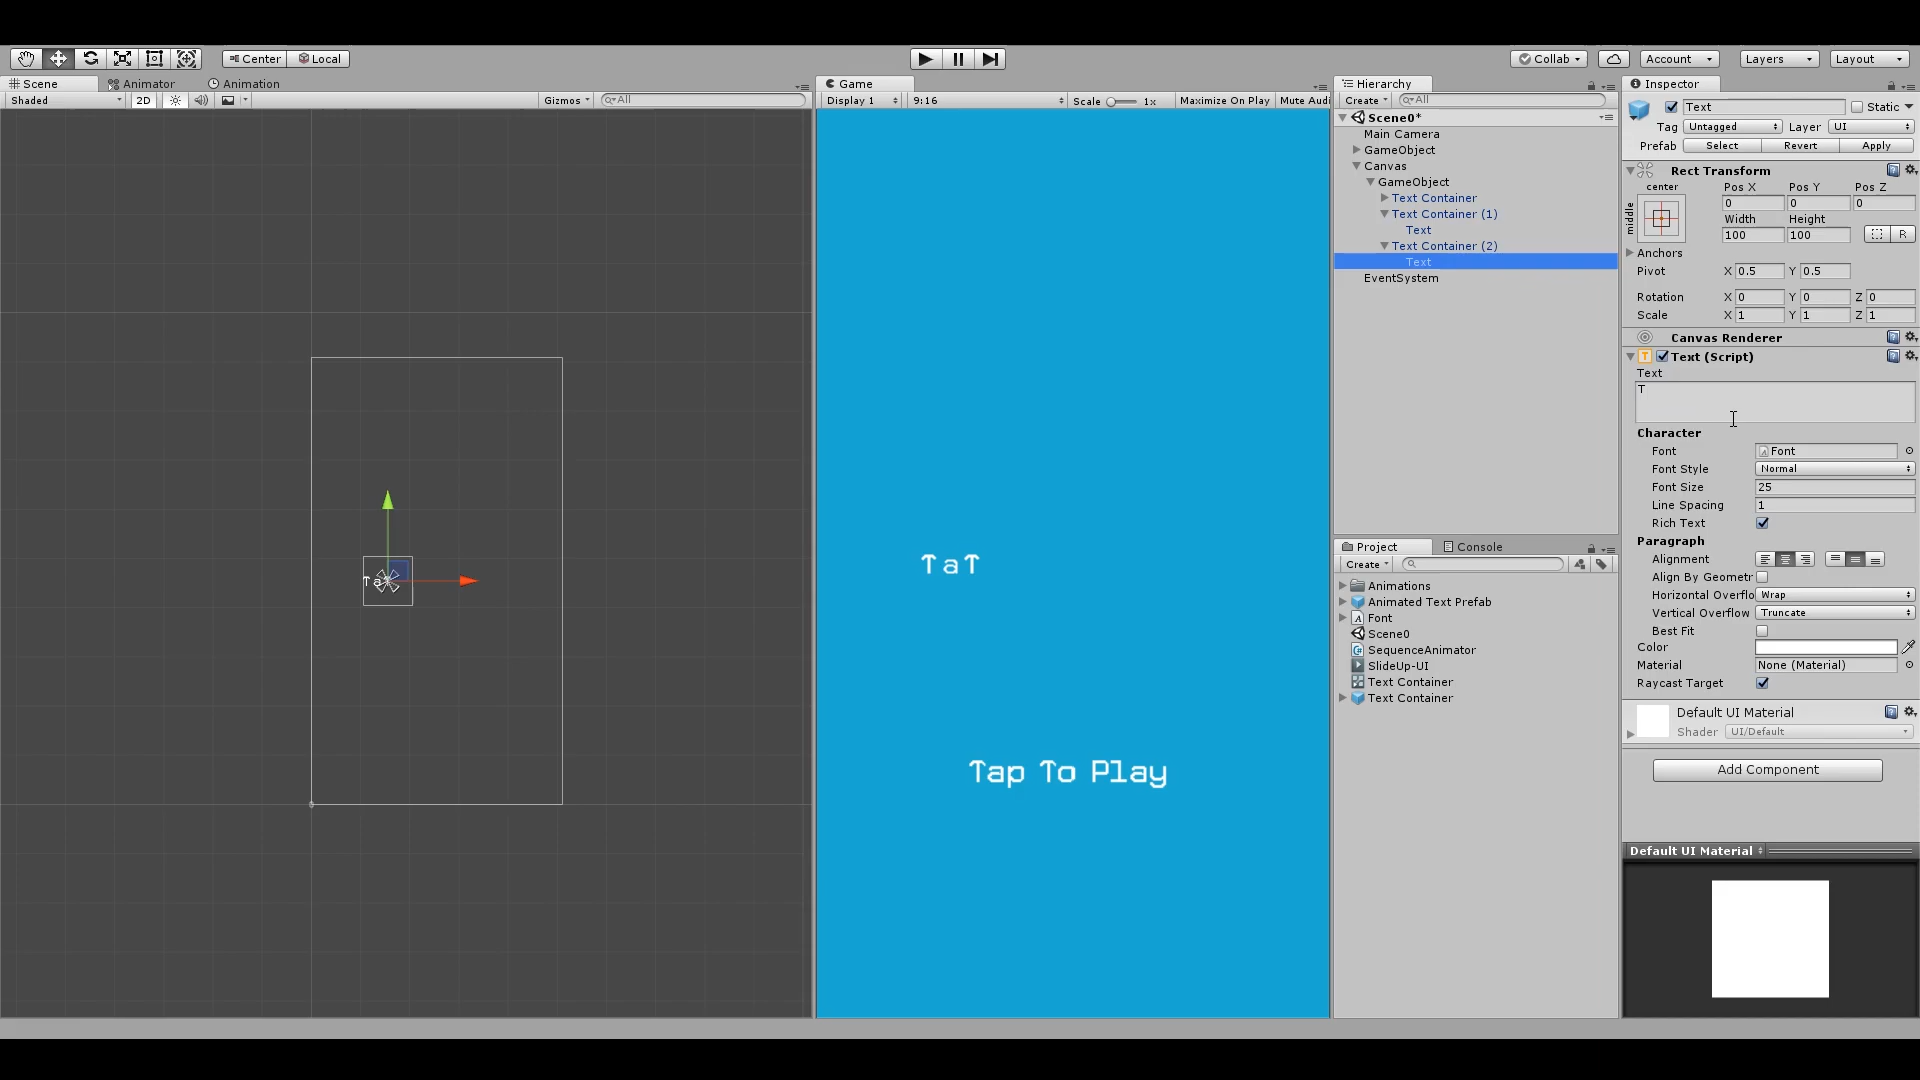 Center Local Collab Account Layers Layout
Scene Animator Animation
Shaded 2D Gizmos All
TaT
Game
Display 1 9:16 Scale 1x Maximize On Play Mute Audi
TaT
Tap To Play
Hierarchy
Create All
Scene0*
Main Camera
GameObject
Canvas
GameObject
Text Container
Text Container (1)
Text
Text Container (2)
Text
EventSystem
Project Console
Create
Animations
Animated Text Prefab
Font
Scene0
SequenceAnimator
SlideUp-UI
Text Container
Text Container
Inspector
Text Static
Tag Untagged Layer UI
Prefab Select Revert Apply
Rect Transform
center Pos X Pos Y Pos Z
middle
0 0 0
Width Height
100 100 R
Anchors
Pivot X 0.5 Y 0.5
Rotation X 0 Y 0 Z 0
Scale X 1 Y 1 Z 1
Canvas Renderer
T Text (Script)
Text
T
Character
Font Font
Font Style Normal
Font Size 25
Line Spacing 1
Rich Text
Paragraph
Alignment
Align By Geometr
Horizontal Overflo Wrap
Vertical Overflow Truncate
Best Fit
Color
Material None (Material)
Raycast Target
Default UI Material
Shader UI/Default
Add Component
Default UI Material